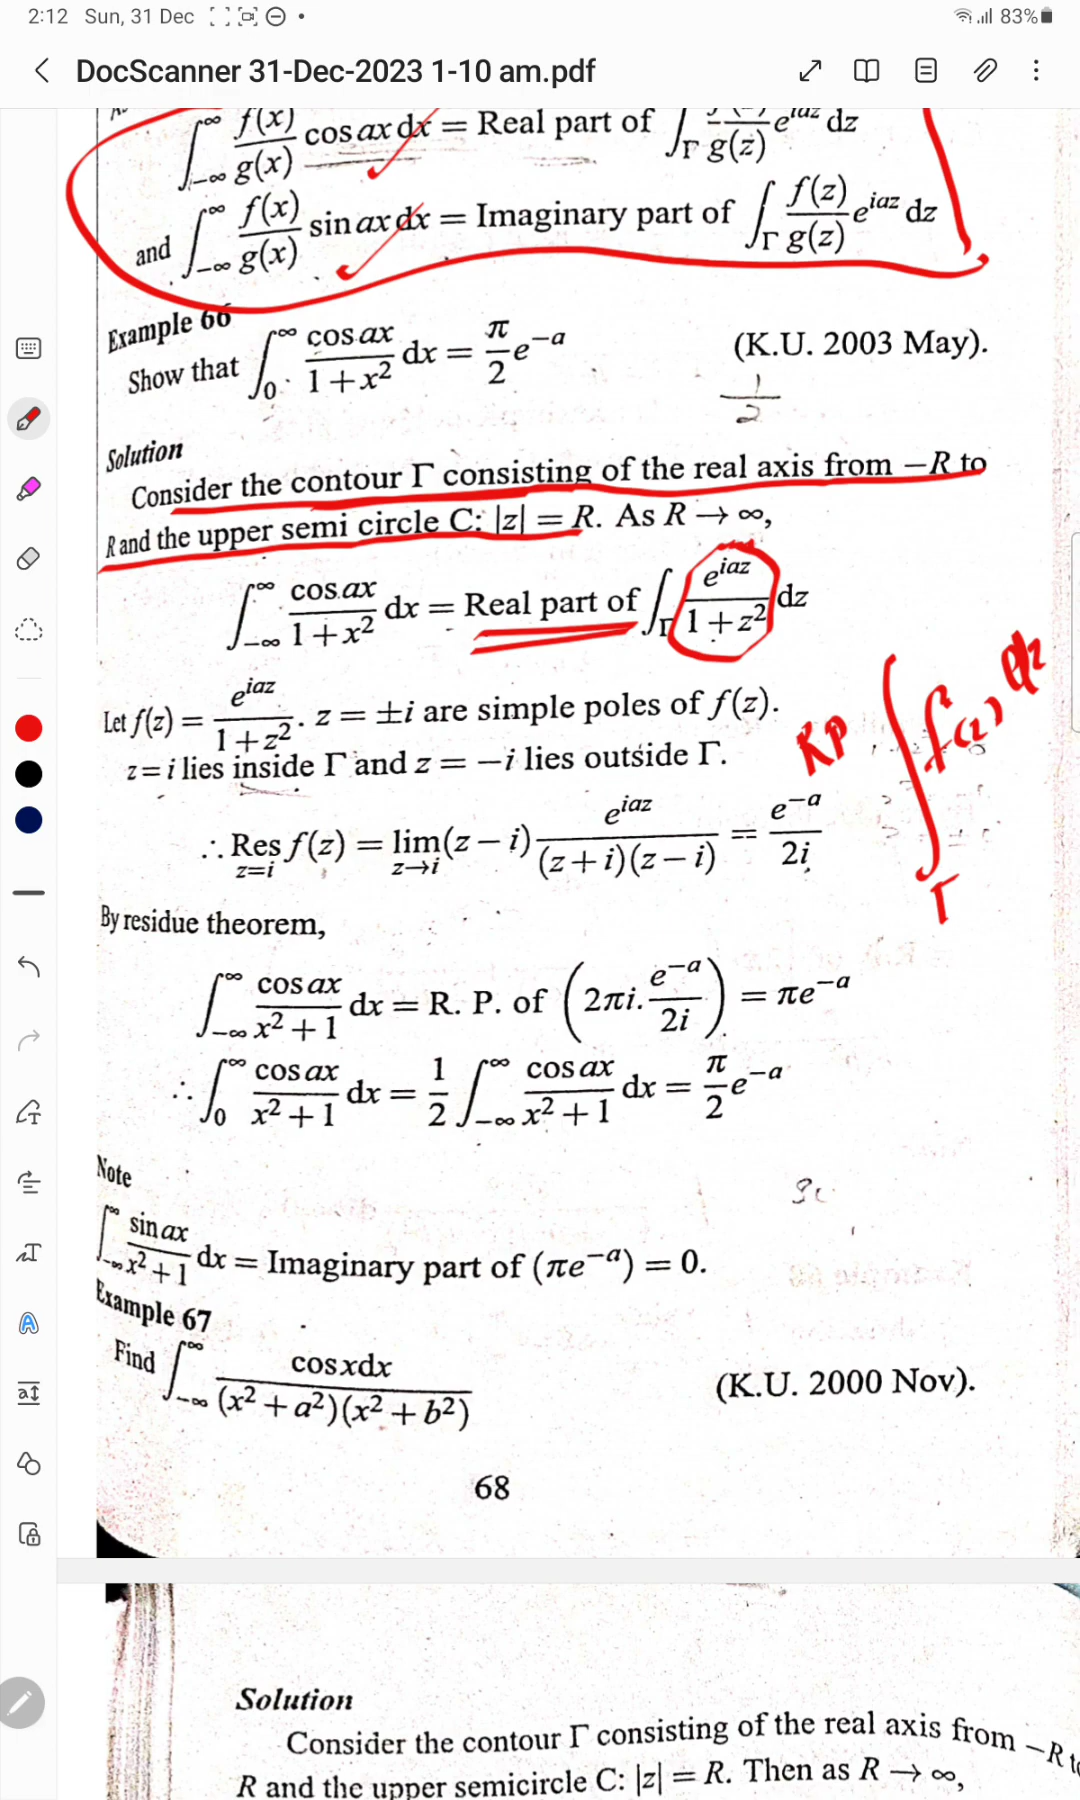 2:12 Sun, 31 Dec 83%
DocScanner 31-Dec-2023 1-10 am.pdf
∫_{-∞}^{∞} f(x)/g(x) cos ax dx = Real part of ∫_Γ g(z) e^{iaz} dz
and ∫_{-∞}^{∞} f(x)/g(x) sin ax dx = Imaginary part of ∫_Γ f(z)/g(z) e^{iaz} dz
Example 66
Show that ∫_0^∞ cos ax/1+x² dx = π/2 e^{-a} (K.U. 2003 May).
1/2
Solution
Consider the contour Γ consisting of the real axis from −R to
R and the upper semi circle C: |z| = R. As R → ∞,
∫_{-∞}^{∞} cos ax/1+x² dx = Real part of ∫_Γ e^{iaz}/1+z² dz
Let f(z) = e^{iaz}/1+z². z = ±i are simple poles of f(z).
z = i lies inside Γ and z = −i lies outside Γ.
RP ∫_Γ f(z) dz
∴ Res_{z=i} f(z) = lim_{z→i} (z−i) e^{iaz}/(z+i)(z−i) = e^{-a}/2i
By residue theorem,
∫_{-∞}^{∞} cos ax/x²+1 dx = R. P. of (2πi. e^{-a}/2i) = πe^{-a}
∴ ∫_0^∞ cos ax/x²+1 dx = 1/2 ∫_{-∞}^{∞} cos ax/x²+1 dx = π/2 e^{-a}
Note
∫_{-∞}^{∞} sin ax/x²+1 dx = Imaginary part of (πe^{-a}) = 0.
Example 67
Find ∫_{-∞}^{∞} cosxdx/(x²+a²)(x²+b²) (K.U. 2000 Nov).
68
Solution
Consider the contour Γ consisting of the real axis from −R to
R and the upper semicircle C: |z| = R. Then as R → ∞,